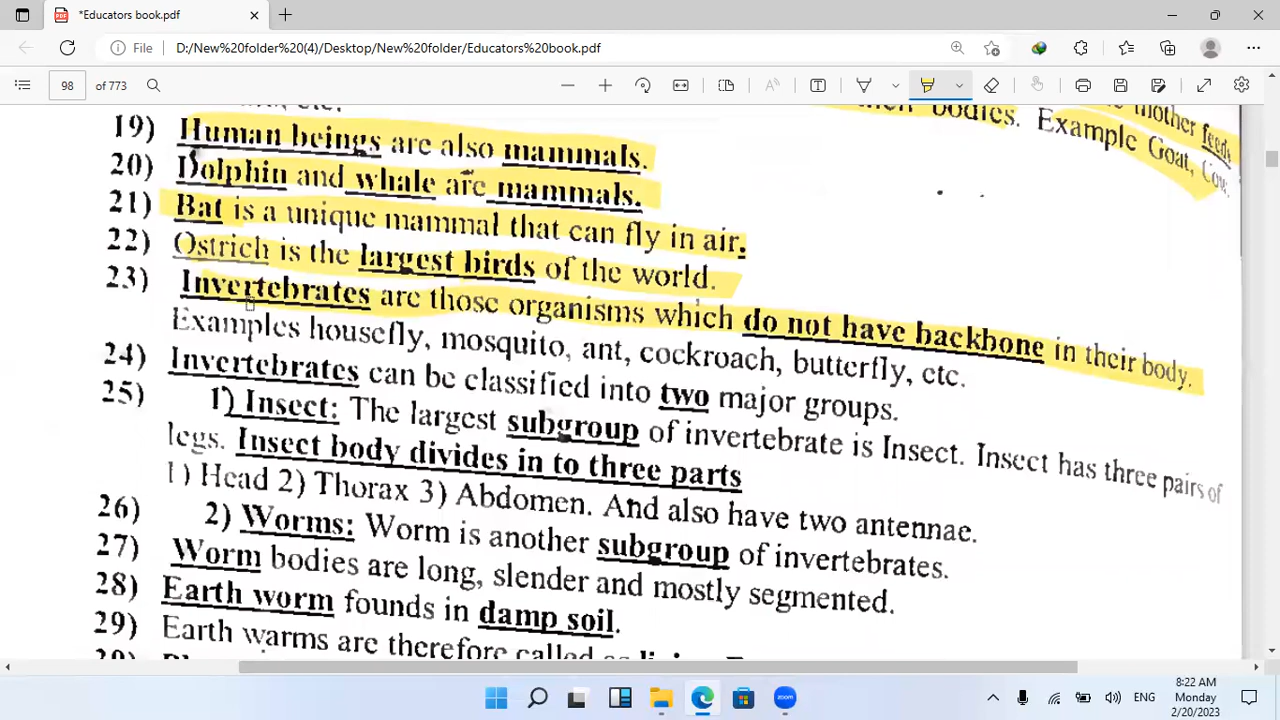 *Educators book.pdf
File
D:/New%20folder%20(4)/Desktop/New%20folder/Educators%20book.pdf
98 of 773
mother feeds
their bodies. Example Goat, Cow,
19) Human beings are also mammals.
20) Dolphin and whale are mammals.
21) Bat is a unique mammal that can fly in air.
22) Ostrich is the largest birds of the world.
23) Invertebrates are those organisms which do not have backbone in their body.
Examples housefly, mosquito, ant, cockroach, butterfly, etc.
24) Invertebrates can be classified into two major groups.
25) 1) Insect: The largest subgroup of invertebrate is Insect. Insect has three pairs of
legs. Insect body divides in to three parts
1) Head 2) Thorax 3) Abdomen. And also have two antennae.
26) 2) Worms: Worm is another subgroup of invertebrates.
27) Worm bodies are long, slender and mostly segmented.
28) Earth worm founds in damp soil.
29) Earth warms are therefore called as
ENG
8:22 AM
Monday
2/20/2023
zoom